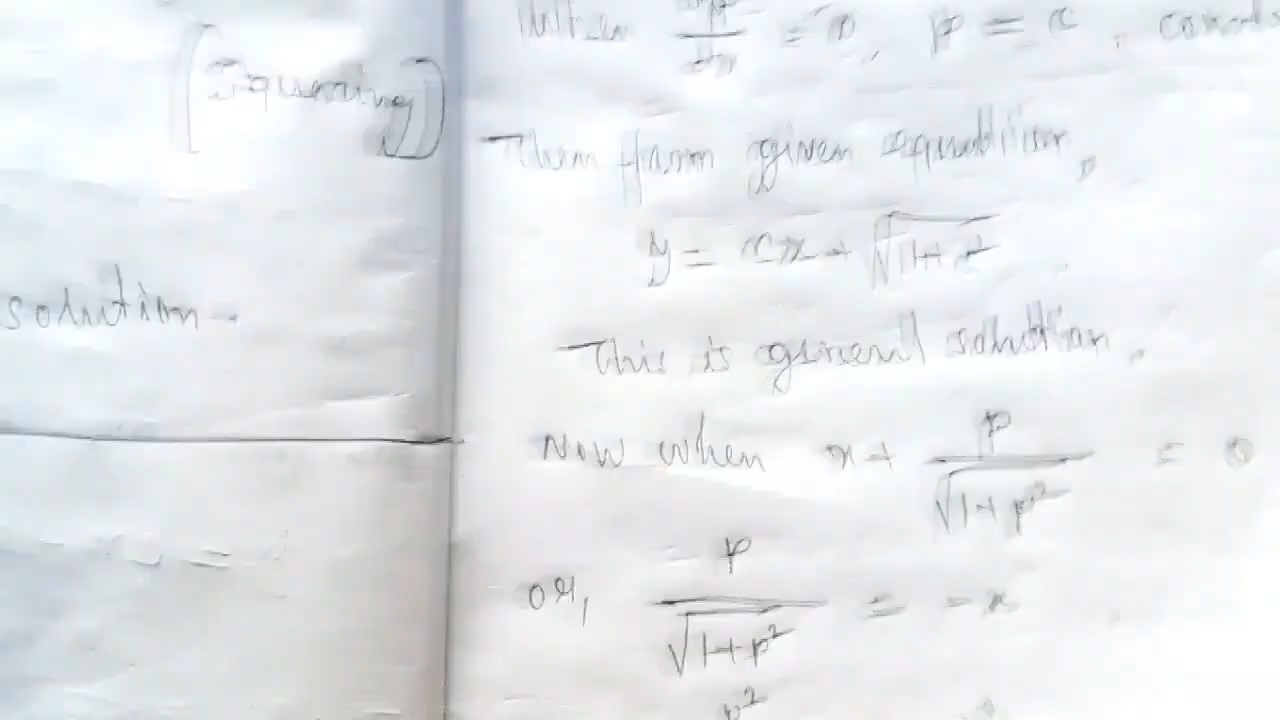 [Squaring]
solution.
When dp/dx = 0, p = c,
Then from given equation,
y = cx + √1+c²
This is general solution.
Now when x + p/√1+p² = 0
or, p/√1+p² = -x
p²